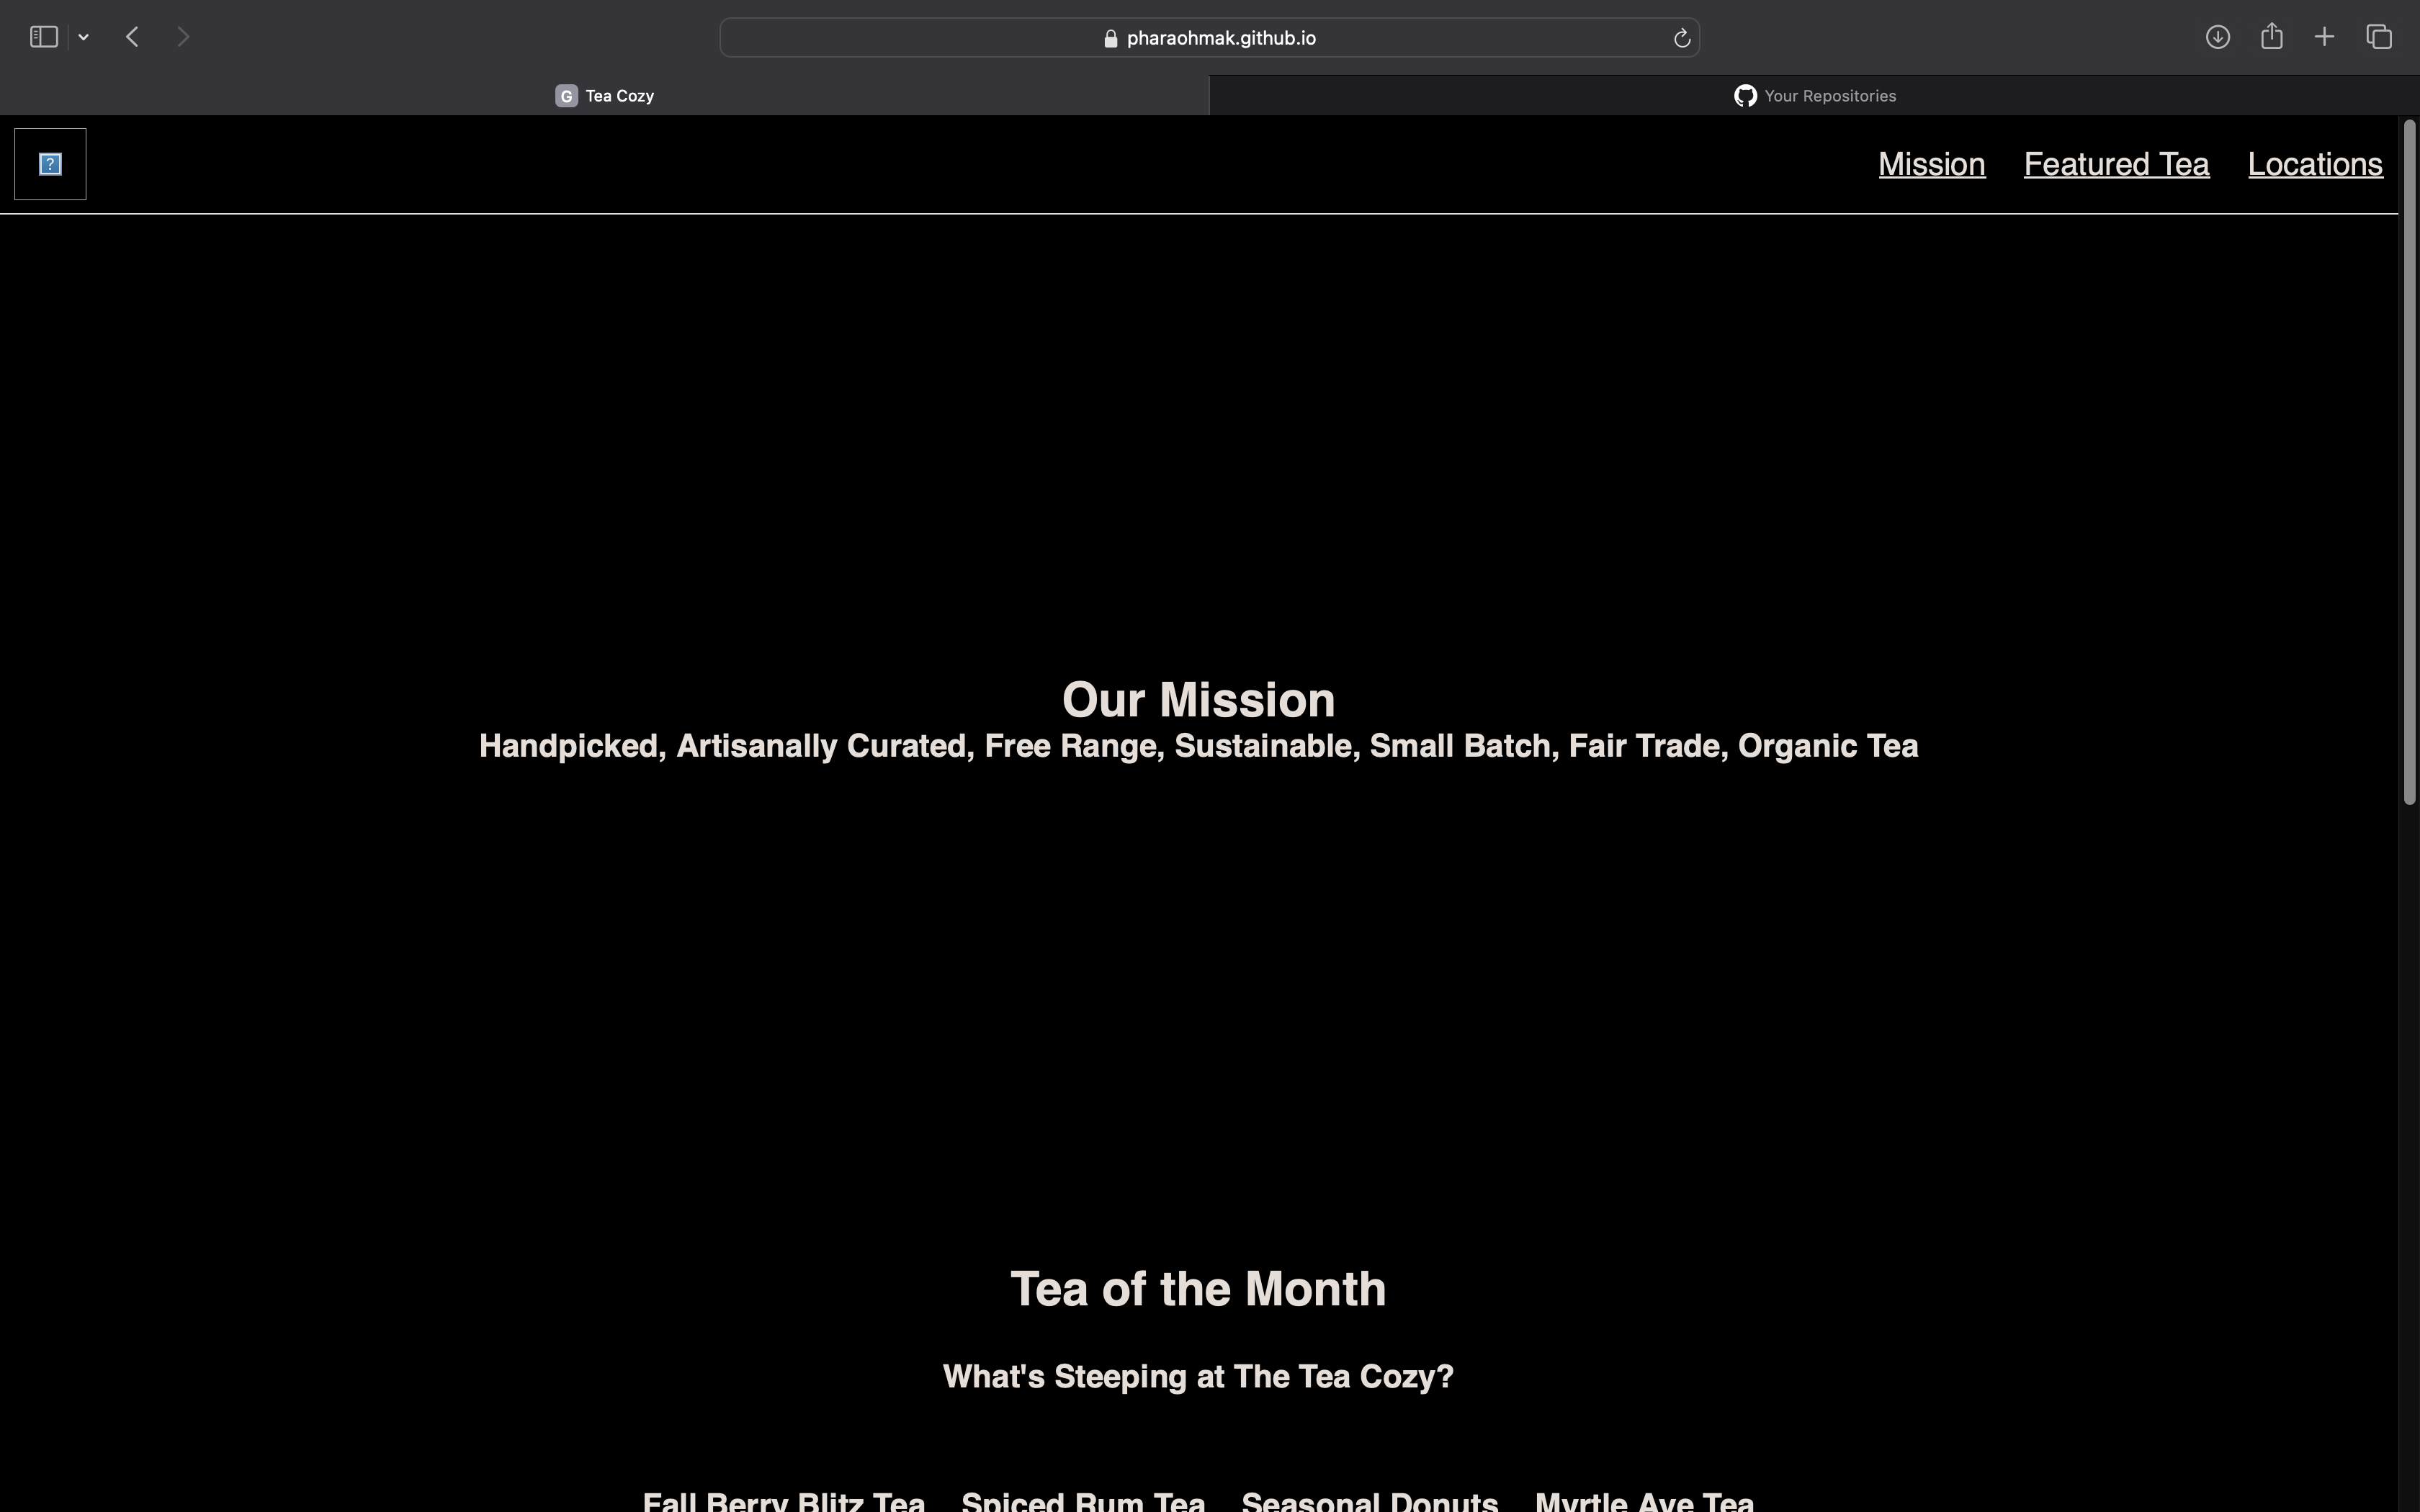 pharaohmak.github.io
G Tea Cozy
Your Repositories
?
Mission Featured Tea Locations
Our Mission
Handpicked, Artisanally Curated, Free Range, Sustainable, Small Batch, Fair Trade, Organic Tea
Tea of the Month
What's Steeping at The Tea Cozy?
Fall Berry Blitz Tea Spiced Rum Tea Seasonal Donuts Myrtle Ave Tea